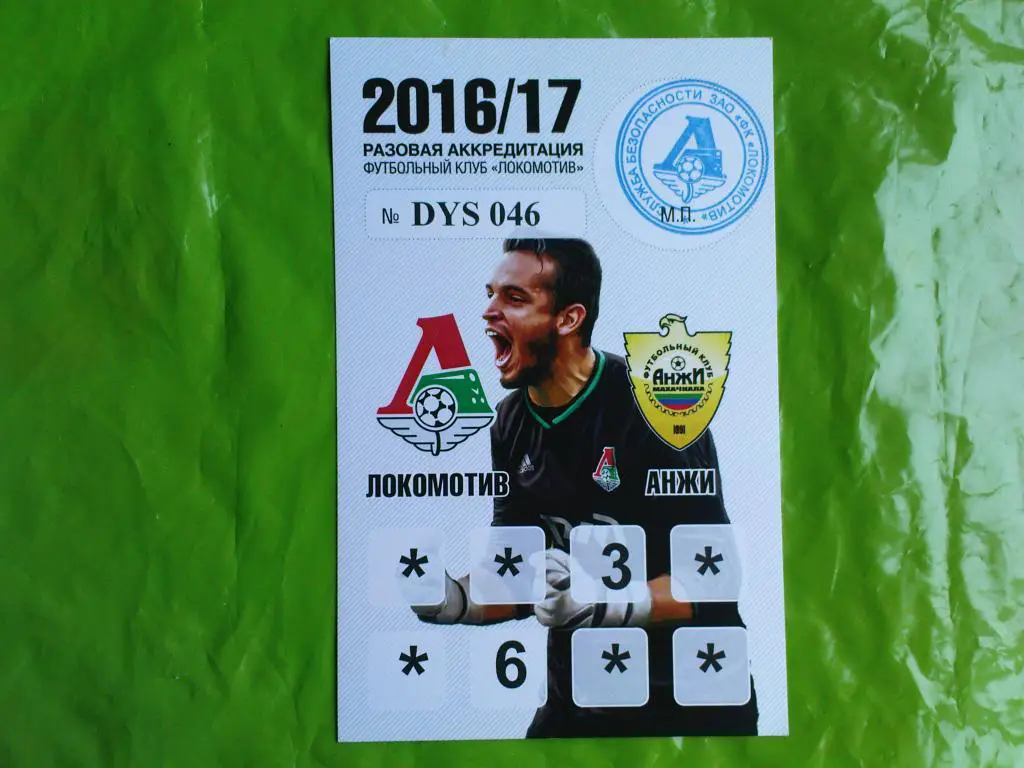 2016/17
РАЗОВАЯ АККРЕДИТАЦИЯ
ФУТБОЛЬНЫЙ КЛУБ «ЛОКОМОТИВ»
№ DYS 046
СЛУЖБА БЕЗОПАСНОСТИ ЗАО «ФК «ЛОКОМОТИВ»
М.П.
ФУТБОЛЬНЫЙ КЛУБ
АНЖИ
МАХАЧКАЛА
1991
adidas
ЛОКОМОТИВ
АНЖИ
* * 3 *
* 6 * *